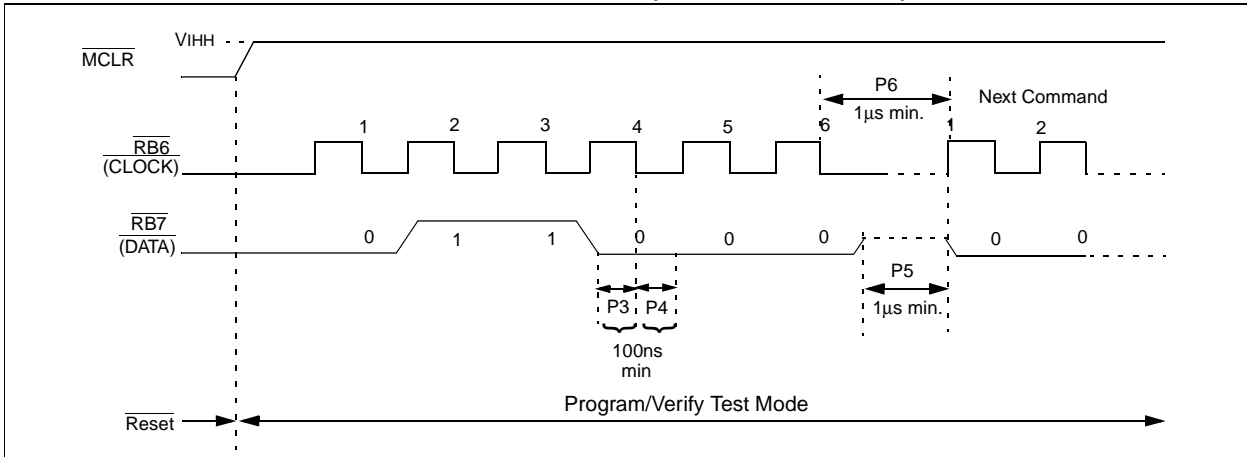 VIHH
MCLR
P6
1µs min.
Next Command
1 2 3 4 5 6 1 2
RB6
(CLOCK)
RB7
(DATA)
0 1 1 0 0 0 0 0
P5
1µs min.
P3 P4
100ns
min
Program/Verify Test Mode
Reset